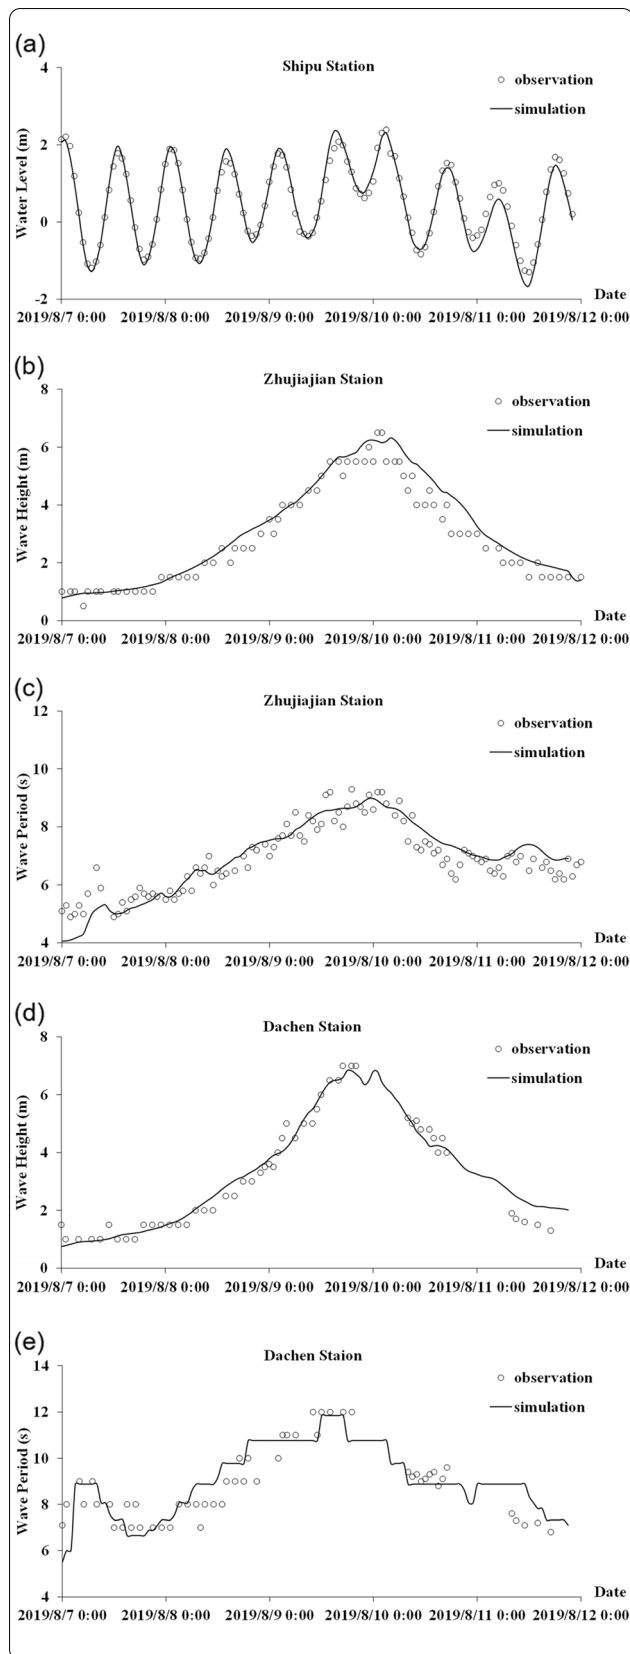 (a)
Shipu Station
observation
simulation
Water Level (m)
4
2
0
-2
Date
2019/8/7 0:00 2019/8/8 0:00 2019/8/9 0:00 2019/8/10 0:00 2019/8/11 0:00 2019/8/12 0:00
(b)
Zhujiajian Staion
observation
simulation
Wave Height (m)
8
6
4
2
0
Date
2019/8/7 0:00 2019/8/8 0:00 2019/8/9 0:00 2019/8/10 0:00 2019/8/11 0:00 2019/8/12 0:00
(c)
Zhujiajian Staion
observation
simulation
Wave Period (s)
12
10
8
6
4
Date
2019/8/7 0:00 2019/8/8 0:00 2019/8/9 0:00 2019/8/10 0:00 2019/8/11 0:00 2019/8/12 0:00
(d)
Dachen Staion
observation
simulation
Wave Height (m)
8
6
4
2
0
Date
2019/8/7 0:00 2019/8/8 0:00 2019/8/9 0:00 2019/8/10 0:00 2019/8/11 0:00 2019/8/12 0:00
(e)
Dachen Staion
observation
simulation
Wave Period (s)
14
12
10
8
6
4
Date
2019/8/7 0:00 2019/8/8 0:00 2019/8/9 0:00 2019/8/10 0:00 2019/8/11 0:00 2019/8/12 0:00